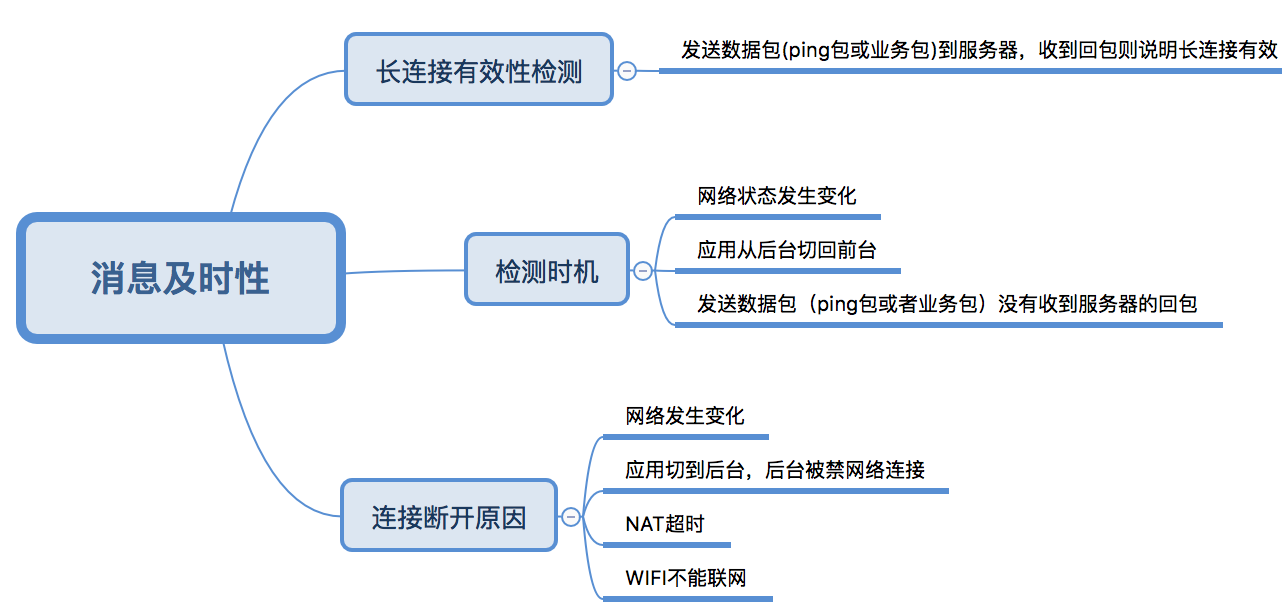 长连接有效性检测
发送数据包(ping包或业务包)到服务器，收到回包则说明长连接有效
消息及时性
检测时机
网络状态发生变化
应用从后台切回前台
发送数据包（ping包或者业务包）没有收到服务器的回包
连接断开原因
网络发生变化
应用切到后台，后台被禁网络连接
NAT超时
WIFI不能联网